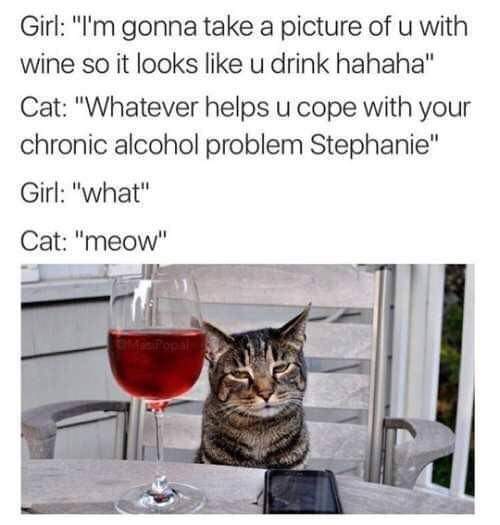 Girl: "I'm gonna take a picture of u with
wine so it looks like u drink hahaha"
Cat: "Whatever helps u cope with your
chronic alcohol problem Stephanie"
Girl: "what"
Cat: "meow"